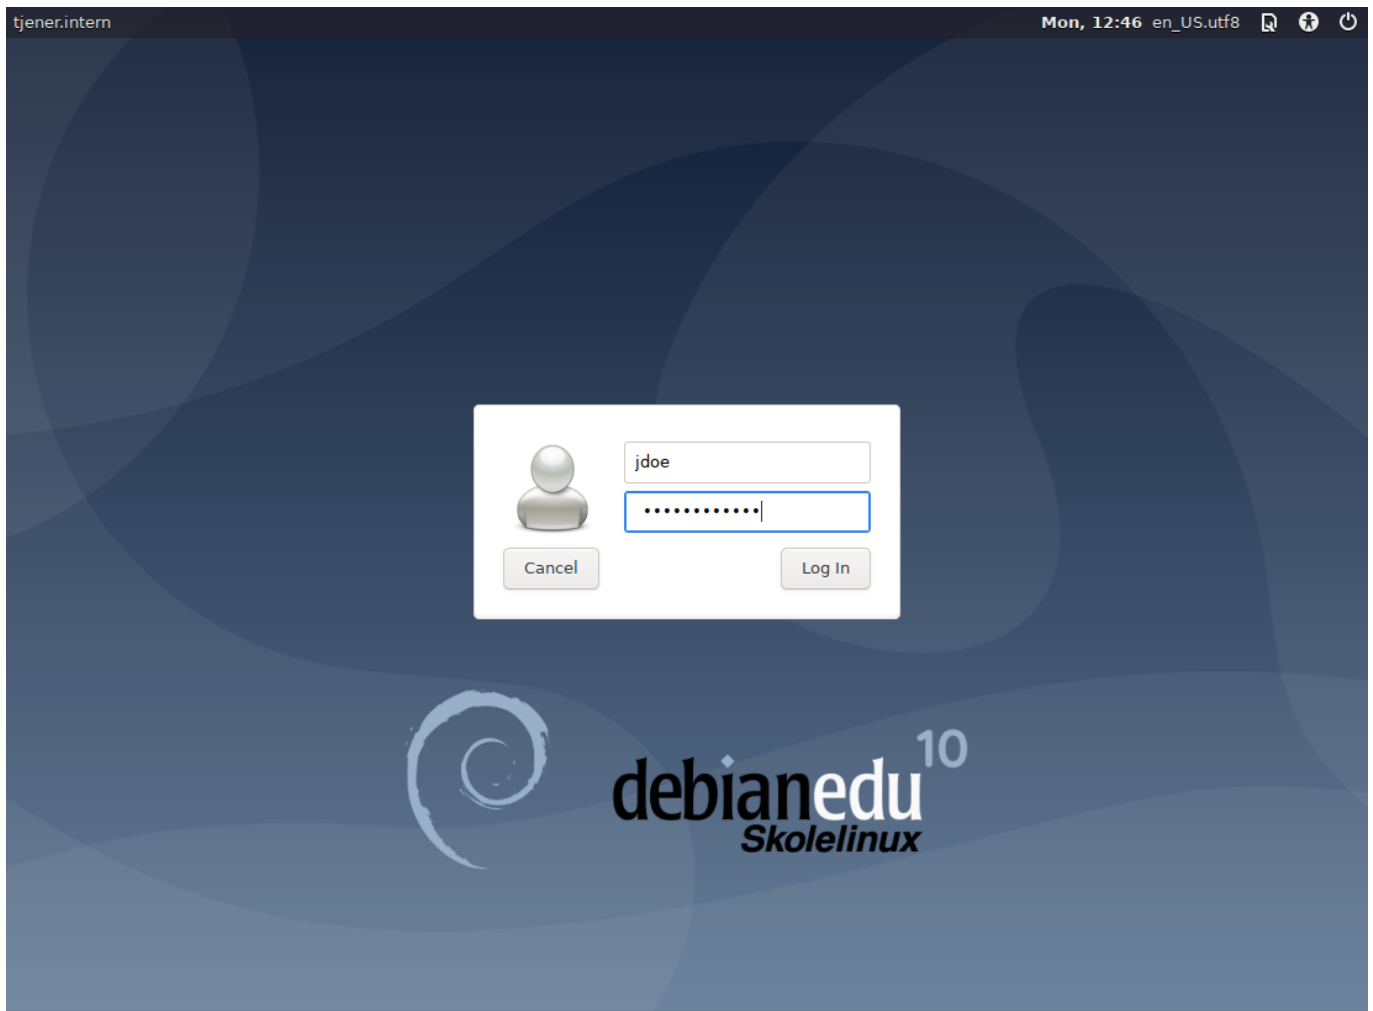 tjener.intern
Mon, 12:46 en_US.utf8
jdoe
••••••••••••
Cancel
Log In
debianedu 10
Skolelinux